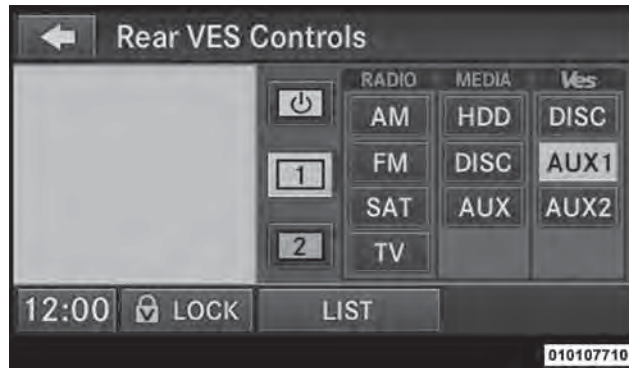 Rear VES Controls
RADIO MEDIA Ves
AM HDD DISC
1 FM DISC AUX1
SAT AUX AUX2
2 TV
12:00 LOCK LIST
010107710